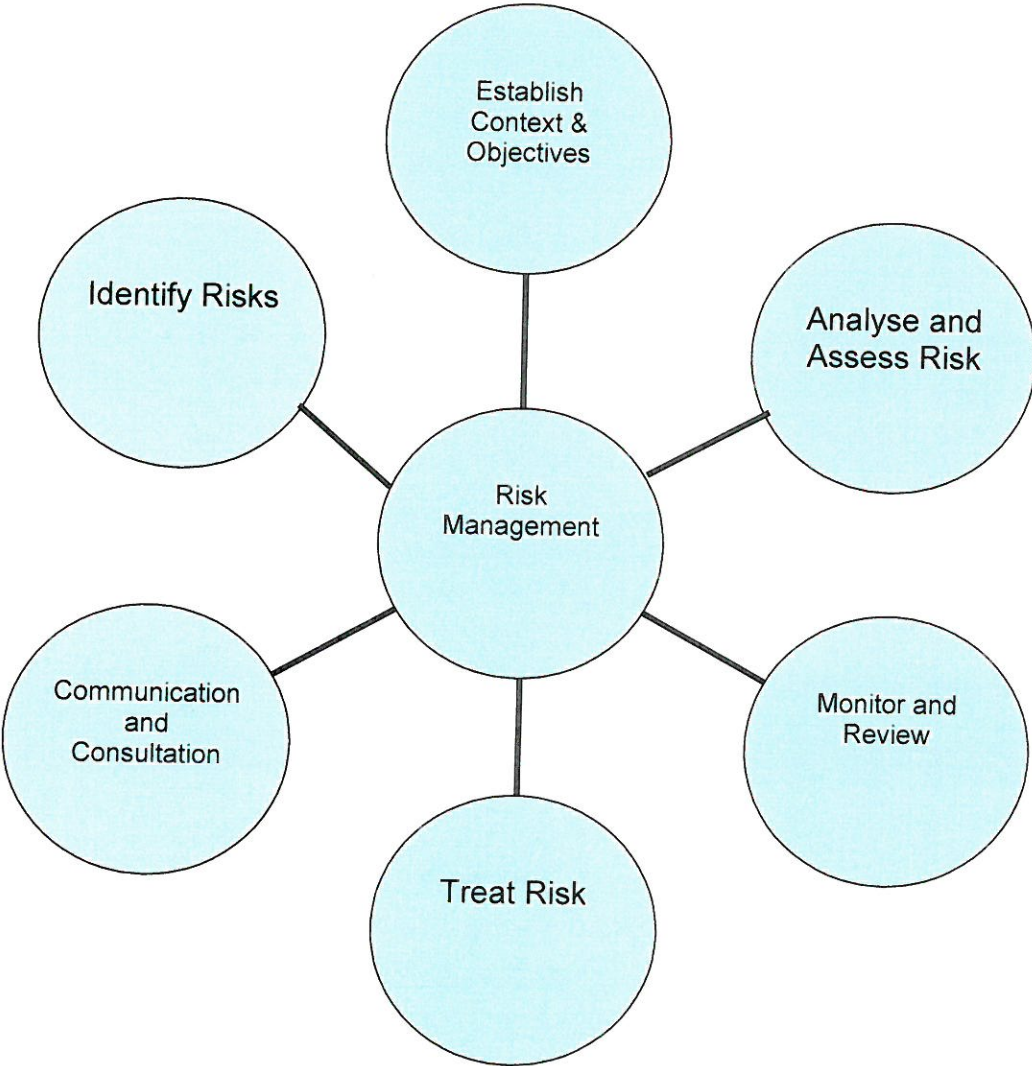 Establish
Context &
Objectives
Identify Risks
Analyse and
Assess Risk
Risk
Management
Communication
and
Consultation
Monitor and
Review
Treat Risk